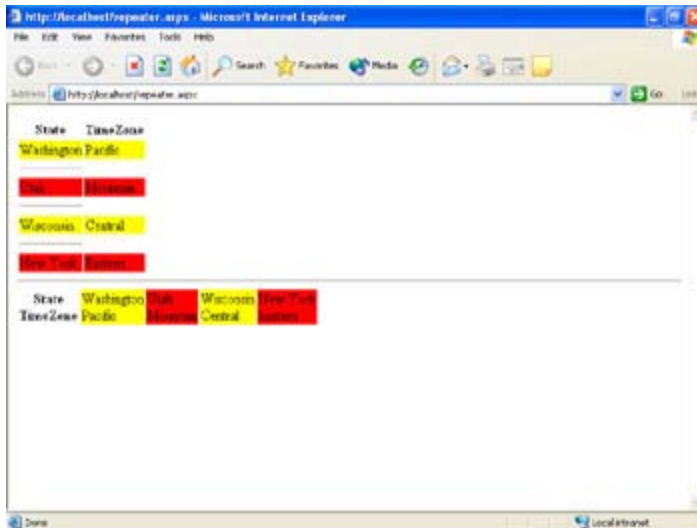 http://localhost/repeater.aspx - Microsoft Internet Explorer
File Edit View Favorites Tools Help
Search Favorites Media
Address http://localhost/repeater.aspx Go Links
State TimeZone
Washington Pacific
Utah Mountain
Wisconsin Central
New York Eastern
State Washington Utah Wisconsin New York
TimeZone Pacific Mountain Central Eastern
Done Local intranet